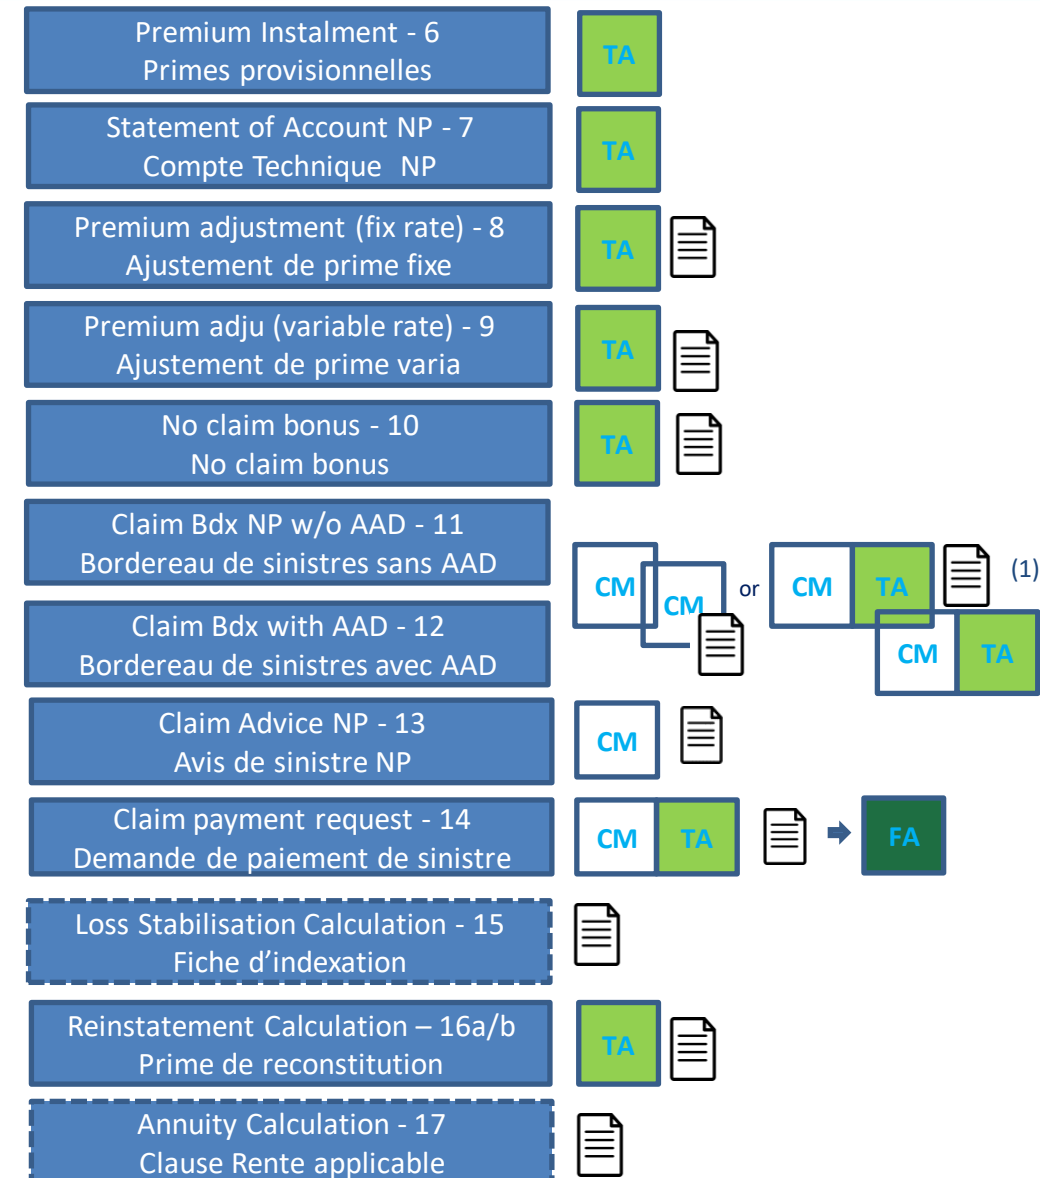 Premium Instalment - 6
Primes provisionnelles
TA
Statement of Account NP - 7
Compte Technique NP
TA
Premium adjustment (fix rate) - 8
Ajustement de prime fixe
TA
Premium adju (variable rate) - 9
Ajustement de prime varia
TA
No claim bonus - 10
No claim bonus
TA
Claim Bdx NP w/o AAD - 11
Bordereau de sinistres sans AAD
Claim Bdx with AAD - 12
Bordereau de sinistres avec AAD
CM
CM
or
CM TA
(1)
CM TA
Claim Advice NP - 13
Avis de sinistre NP
CM
Claim payment request - 14
Demande de paiement de sinistre
CM TA
FA
Loss Stabilisation Calculation - 15
Fiche d’indexation
Reinstatement Calculation – 16a/b
Prime de reconstitution
TA
Annuity Calculation - 17
Clause Rente applicable